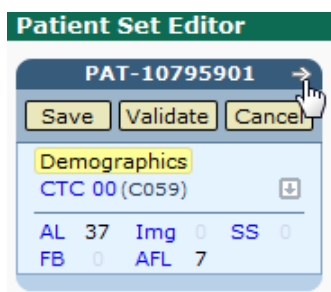 Patient Set Editor
PAT-10795901
Save Validate Cancel
Demographics
CTC 00 (C059)
AL 37 Img 0 SS 0
FB 0 AFL 7